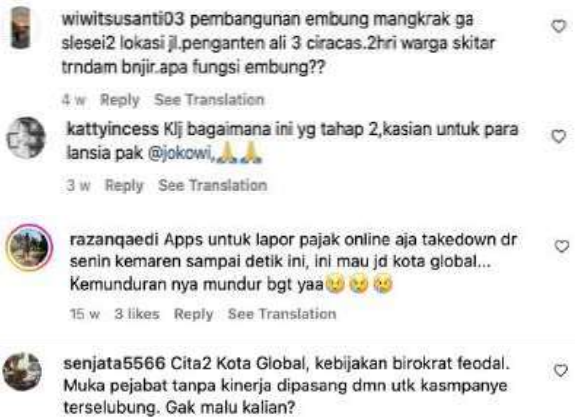 wiwitsusanti03 pembangunan embung mangkrak ga
slesei2 lokasi jl.penganten ali 3 ciracas.2hri warga skitar
trndam bnjir.apa fungsi embung??
4 w Reply See Translation
kattyincess Klj bagaimana ini yg tahap 2,kasian untuk para
lansia pak @jokowi,🙏🙏
3 w Reply See Translation
razanqaedi Apps untuk lapor pajak online aja takedown dr
senin kemaren sampai detik ini, ini mau jd kota global...
Kemunduran nya mundur bgt yaa😢😢😢
15 w 3 likes Reply See Translation
senjata5566 Cita2 Kota Global, kebijakan birokrat feodal.
Muka pejabat tanpa kinerja dipasang dmn utk kasmpanye
terselubung. Gak malu kalian?